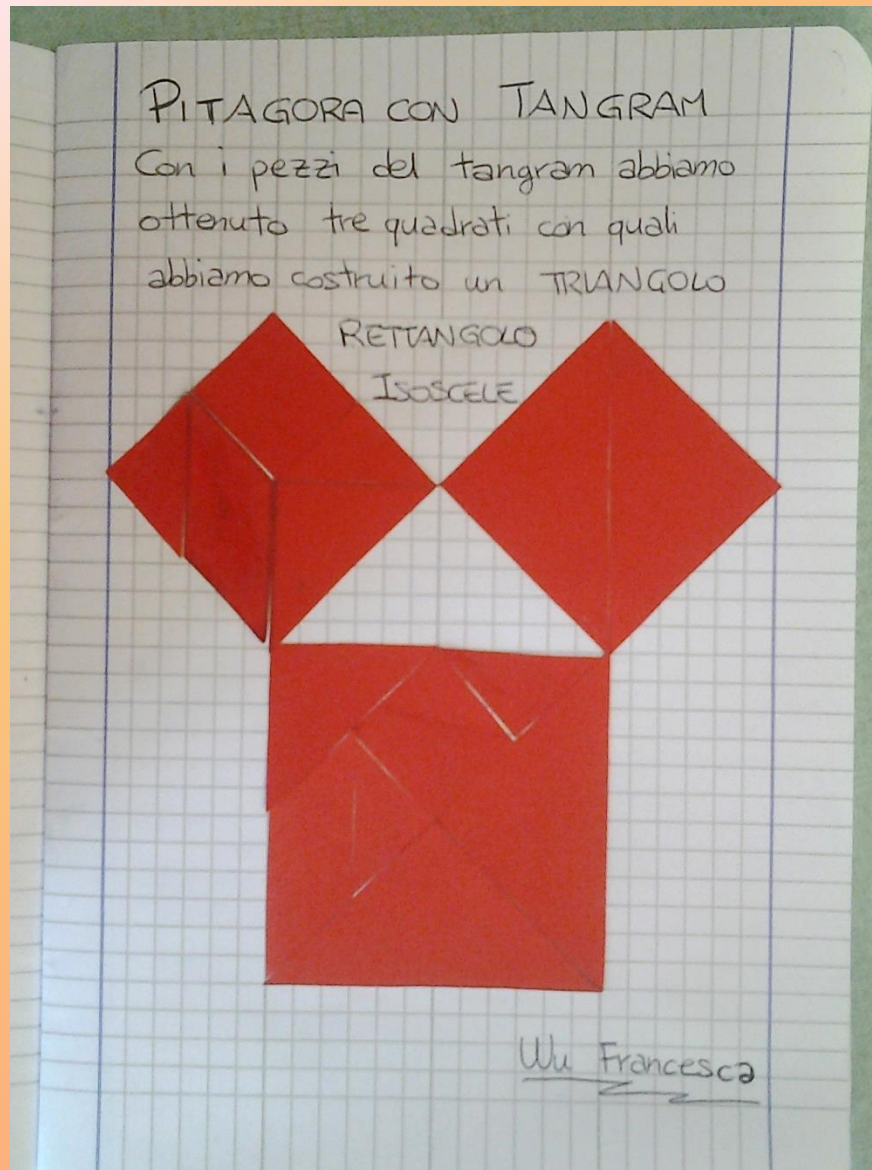 PITAGORA CON TANGRAM
Con i pezzi del tangram abbiamo
ottenuto tre quadrati con quali
abbiamo costruito un TRIANGOLO
RETTANGOLO
ISOSCELE
Wu Francesca